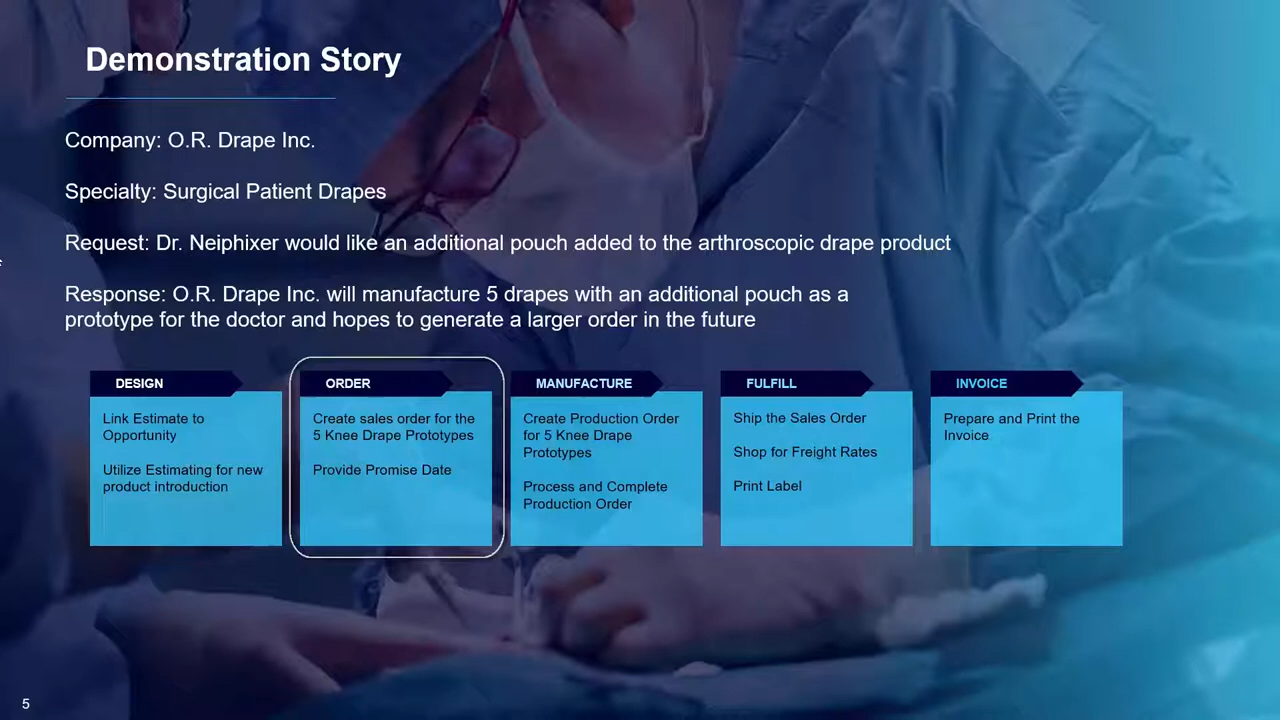 Demonstration Story
Company: O.R. Drape Inc.
Specialty: Surgical Patient Drapes
Request: Dr. Neiphixer would like an additional pouch added to the arthroscopic drape product
Response: O.R. Drape Inc. will manufacture 5 drapes with an additional pouch as a
prototype for the doctor and hopes to generate a larger order in the future
DESIGN
Link Estimate to
Opportunity
Utilize Estimating for new
product introduction
ORDER
Create sales order for the
5 Knee Drape Prototypes
Provide Promise Date
MANUFACTURE
Create Production Order
for 5 Knee Drape
Prototypes
Process and Complete
Production Order
FULFILL
Ship the Sales Order
Shop for Freight Rates
Print Label
INVOICE
Prepare and Print the
Invoice
5